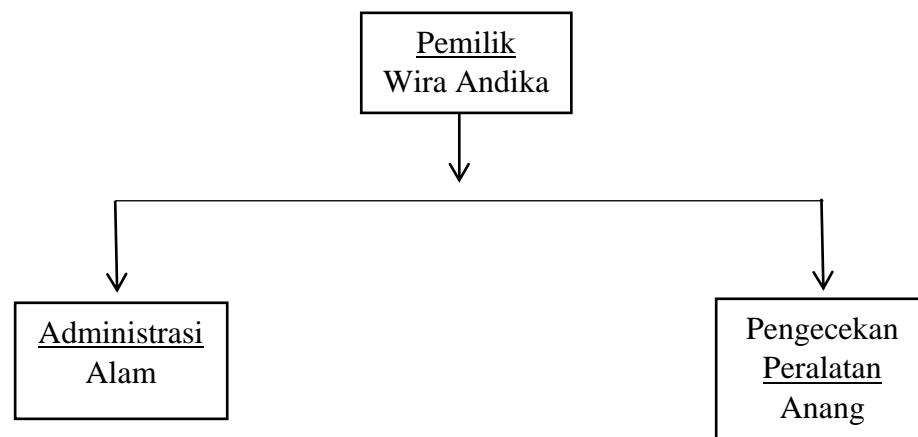 Pemilik
Wira Andika
Administrasi
Alam
Pengecekan
Peralatan
Anang